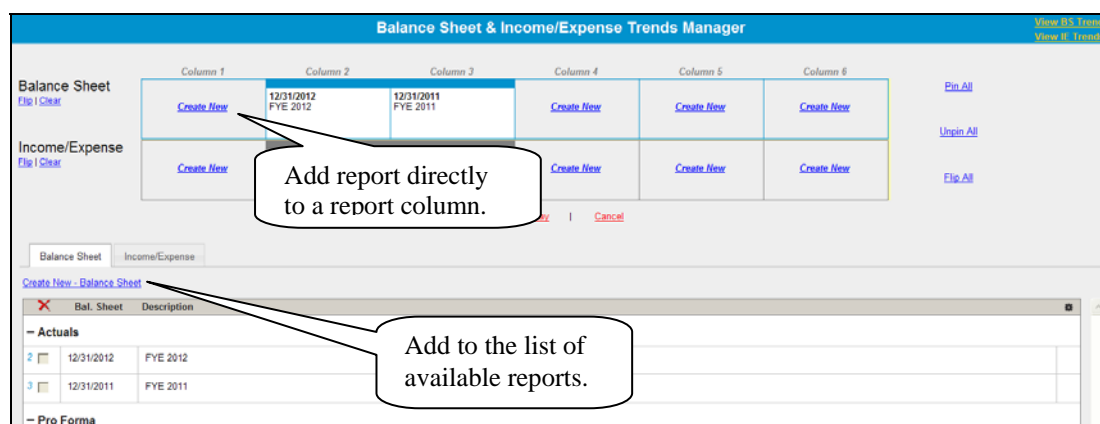 Balance Sheet & Income/Expense Trends Manager
View BS Trend
View IE Trend
Column 1 Column 2 Column 3 Column 4 Column 5 Column 6
Balance Sheet
Flip | Clear
Create New
12/31/2012
FYE 2012
12/31/2011
FYE 2011
Create New Create New Create New
Pin All
Unpin All
Income/Expense
Flip | Clear
Create New
Create New Create New Create New
Flip All
Add report directly
to a report column.
| Cancel
Balance Sheet Income/Expense
Create New - Balance Sheet
Bal. Sheet Description
– Actuals
2 12/31/2012 FYE 2012
3 12/31/2011 FYE 2011
Add to the list of
available reports.
– Pro Forma